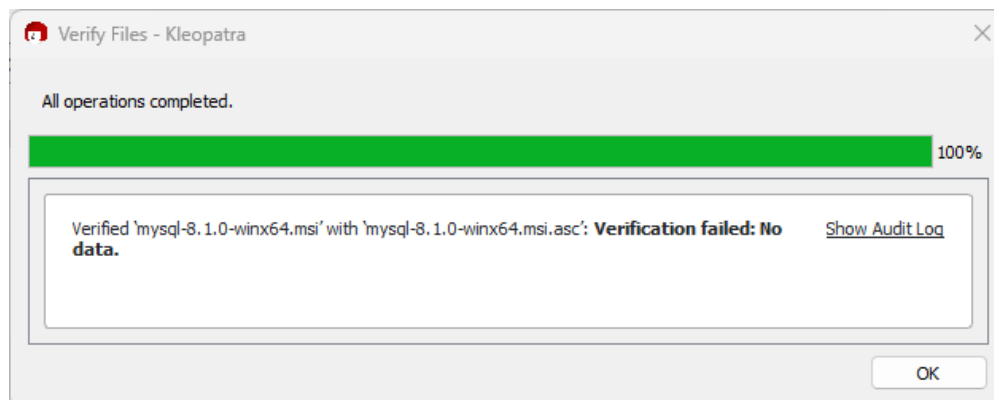 Verify Files - Kleopatra
All operations completed.
100%
Verified 'mysql-8.1.0-winx64.msi' with 'mysql-8.1.0-winx64.msi.asc': Verification failed: No
data.
Show Audit Log
OK